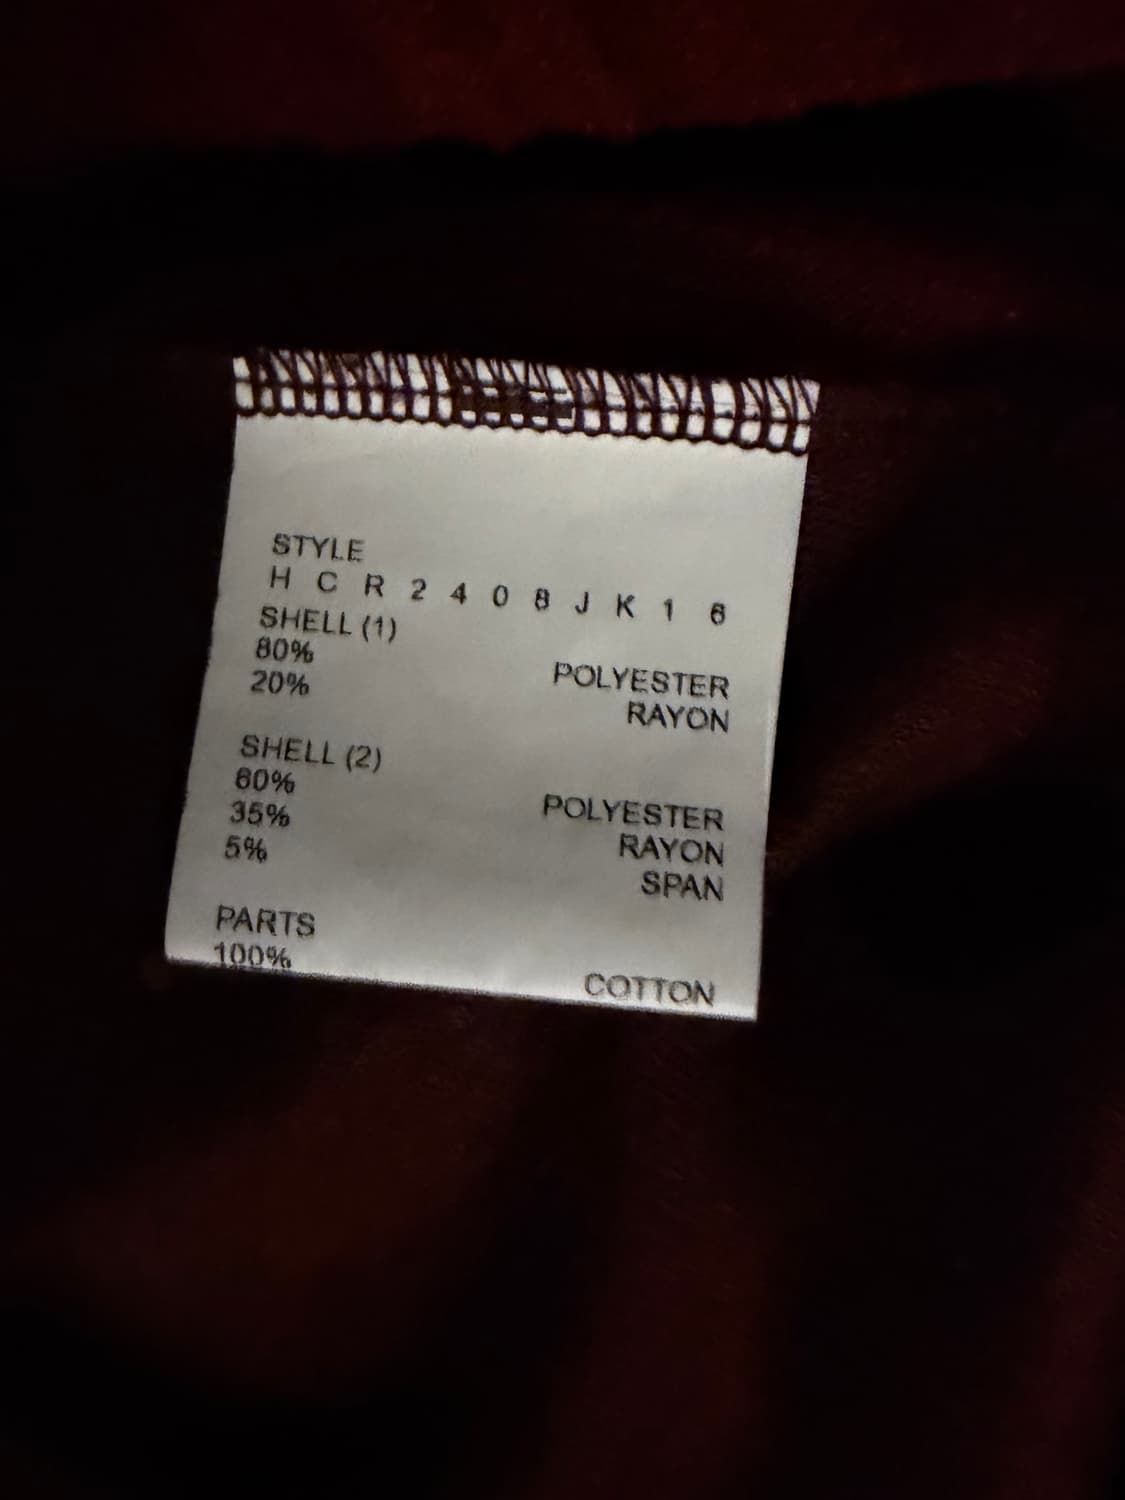 STYLE
H C R 2 4 0 8 J K 1 6
SHELL (1)
80% POLYESTER
20% RAYON
SHELL (2)
60% POLYESTER
35% RAYON
5% SPAN
PARTS
100% COTTON